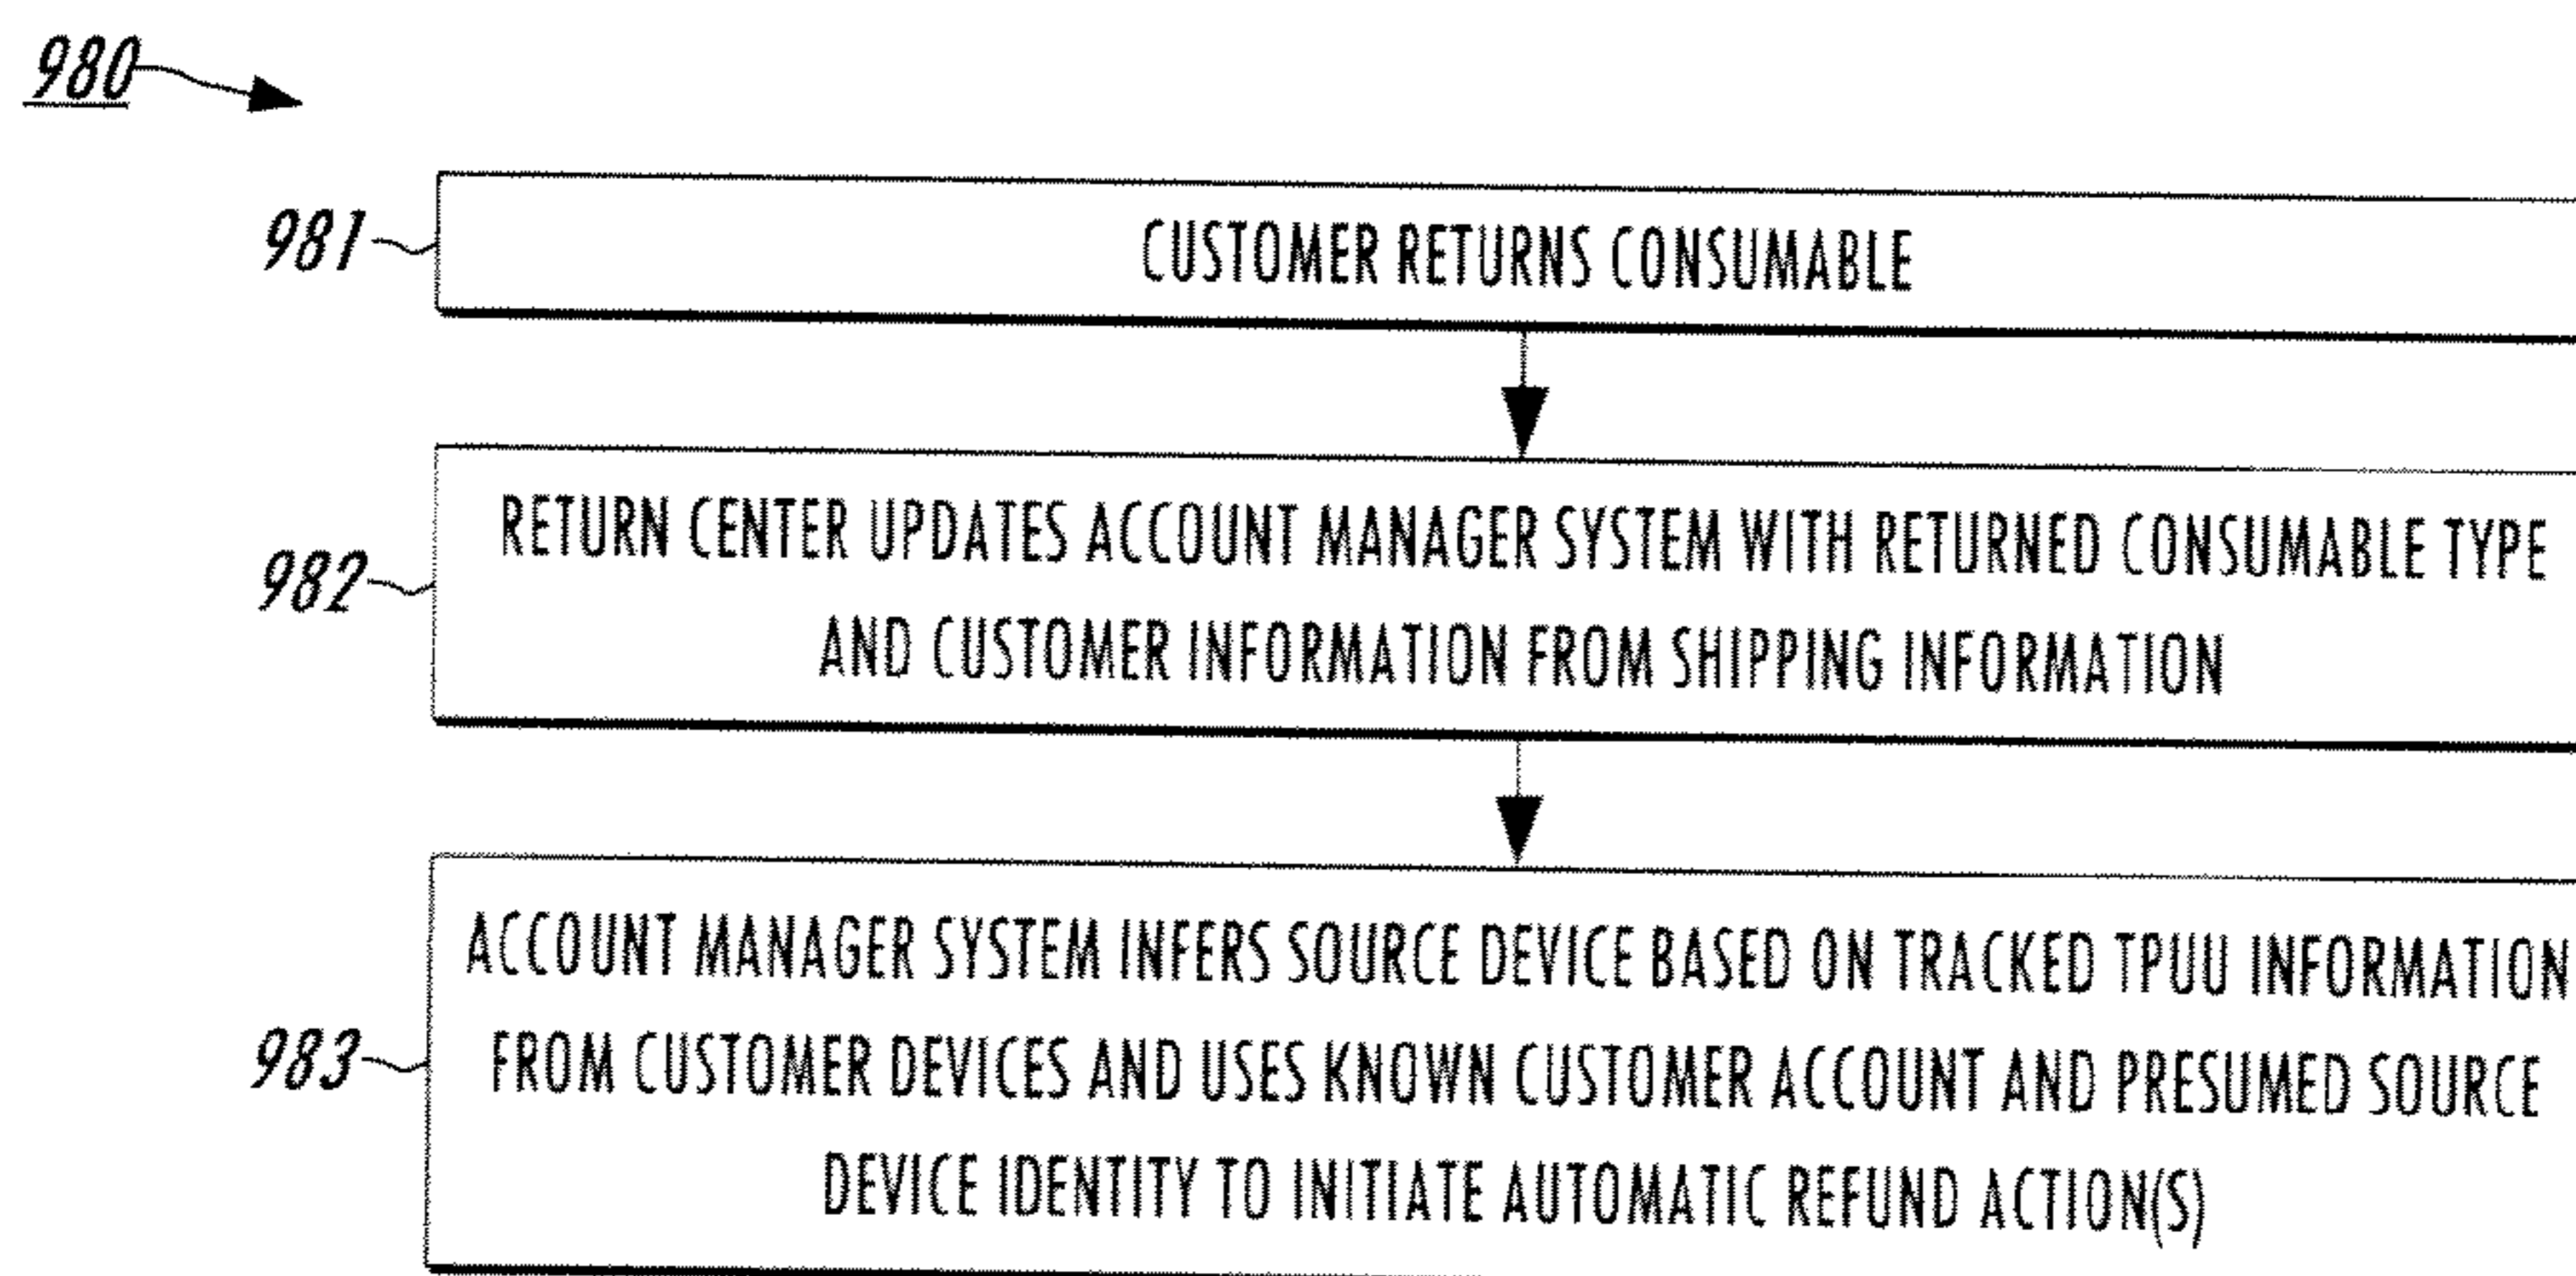 980
981
CUSTOMER RETURNS CONSUMABLE
982
RETURN CENTER UPDATES ACCOUNT MANAGER SYSTEM WITH RETURNED CONSUMABLE TYPE
AND CUSTOMER INFORMATION FROM SHIPPING INFORMATION
983
ACCOUNT MANAGER SYSTEM INFERS SOURCE DEVICE BASED ON TRACKED TPUU INFORMATION
FROM CUSTOMER DEVICES AND USES KNOWN CUSTOMER ACCOUNT AND PRESUMED SOURCE
DEVICE IDENTITY TO INITIATE AUTOMATIC REFUND ACTION(S)